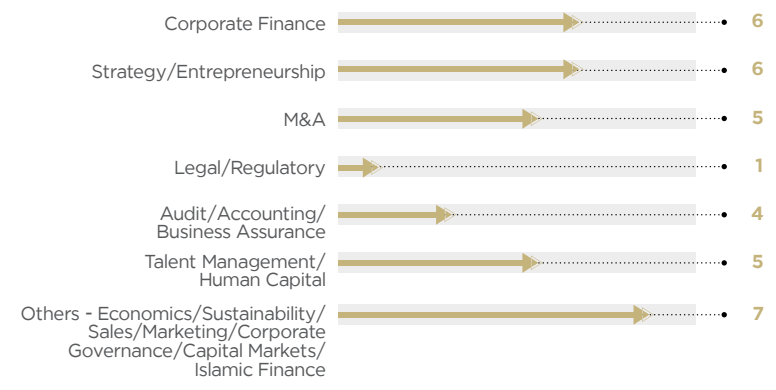 Corporate Finance 6
Strategy/Entrepreneurship 6
M&A 5
Legal/Regulatory 1
Audit/Accounting/
Business Assurance 4
Talent Management/
Human Capital 5
Others - Economics/Sustainability/ 7
Sales/Marketing/Corporate
Governance/Capital Markets/
Islamic Finance